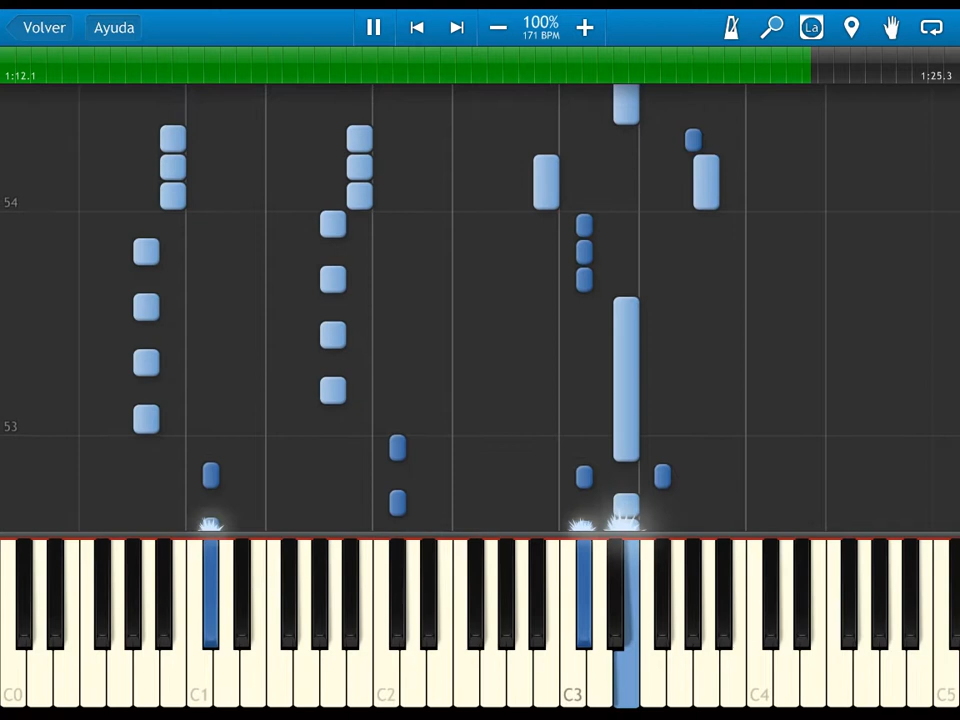 Volver
Ayuda
100%
171 BPM
La
1:12.1
1:25.3
54
53
C0
C1
C2
C3
C4
C5